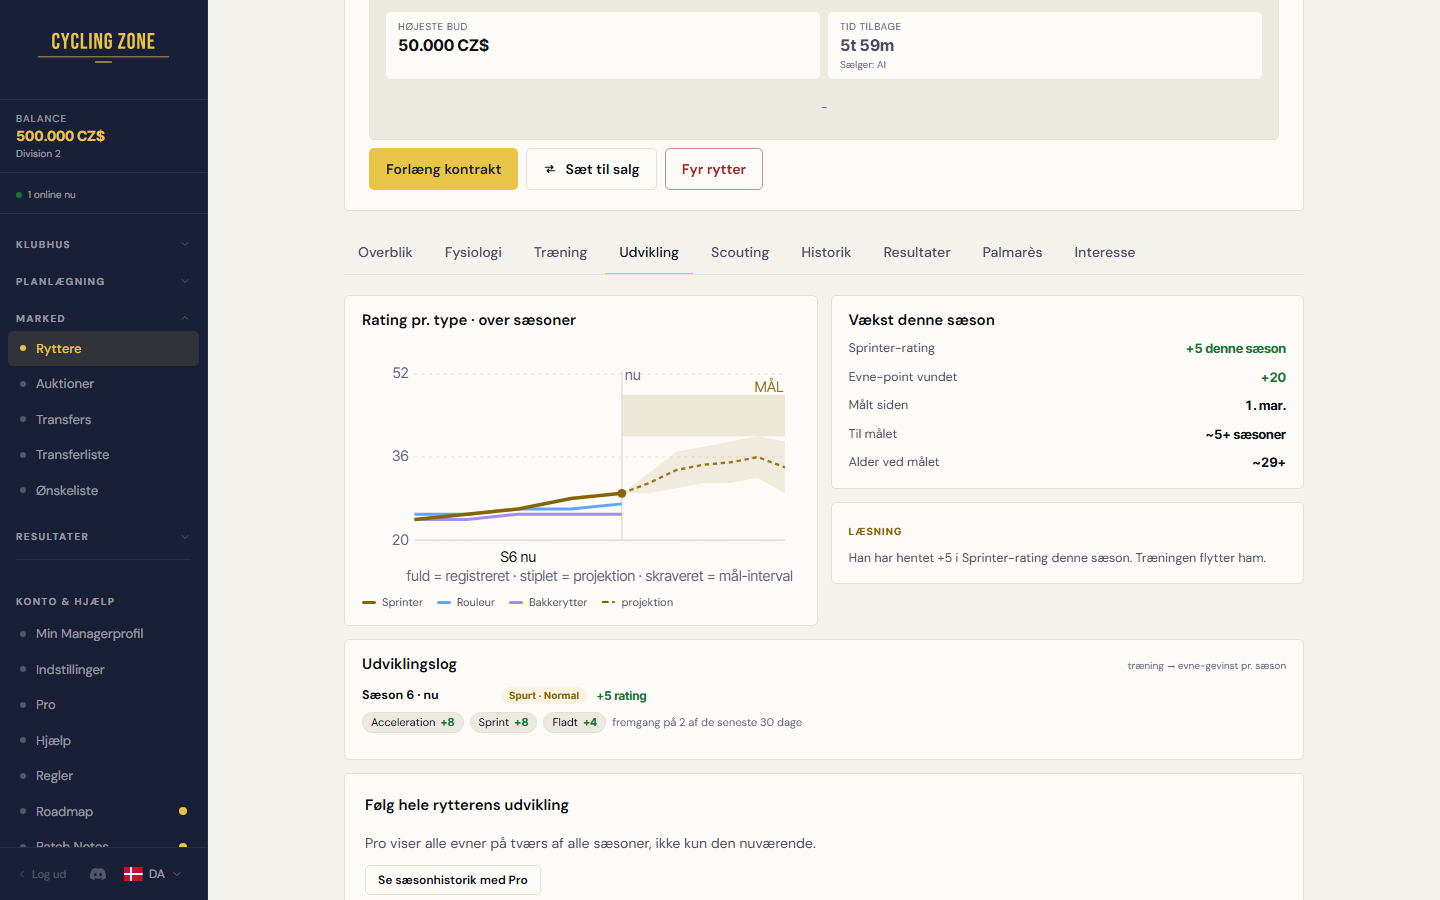 CYCLING ZONE
BALANCE
500.000 CZ$
Division 2
1 online nu
KLUBHUS
PLANLÆGNING
MARKED
Ryttere
Auktioner
Transfers
Transferliste
Ønskeliste
RESULTATER
KONTO & HJÆLP
Min Managerprofil
Indstillinger
Pro
Hjælp
Regler
Roadmap
Patch Notes
Log ud
DA
HØJESTE BUD
50.000 CZ$
TID TILBAGE
5t 59m
Sælger: AI
–
Forlæng kontrakt
Sæt til salg
Fyr rytter
Overblik
Fysiologi
Træning
Udvikling
Scouting
Historik
Resultater
Palmarès
Interesse
Rating pr. type · over sæsoner
52
nu
MÅL
36
20
S6 nu
fuld = registreret · stiplet = projektion · skraveret = mål-interval
Sprinter
Rouleur
Bakkerytter
projektion
Vækst denne sæson
Sprinter-rating +5 denne sæson
Evne-point vundet +20
Målt siden 1. mar.
Til målet ~5+ sæsoner
Alder ved målet ~29+
LÆSNING
Han har hentet +5 i Sprinter-rating denne sæson. Træningen flytter ham.
Udviklingslog
træning → evne-gevinst pr. sæson
Sæson 6 · nu Spurt · Normal +5 rating
Acceleration +8 Sprint +8 Fladt +4 fremgang på 2 af de seneste 30 dage
Følg hele rytterens udvikling
Pro viser alle evner på tværs af alle sæsoner, ikke kun den nuværende.
Se sæsonhistorik med Pro